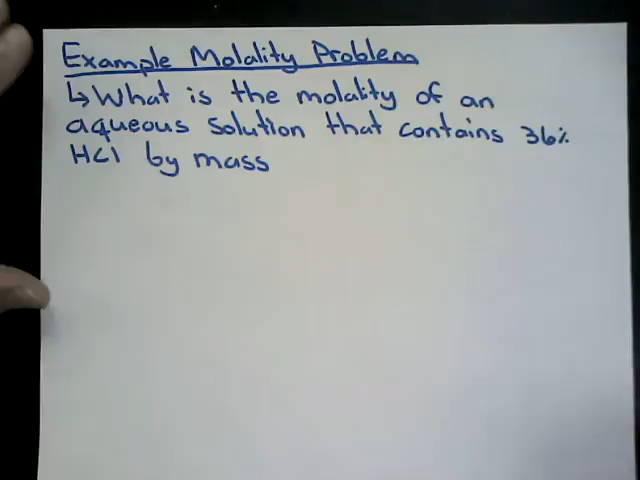 Example Molality Problem
↳What is the molality of an
aqueous solution that contains 36%
HCl by mass